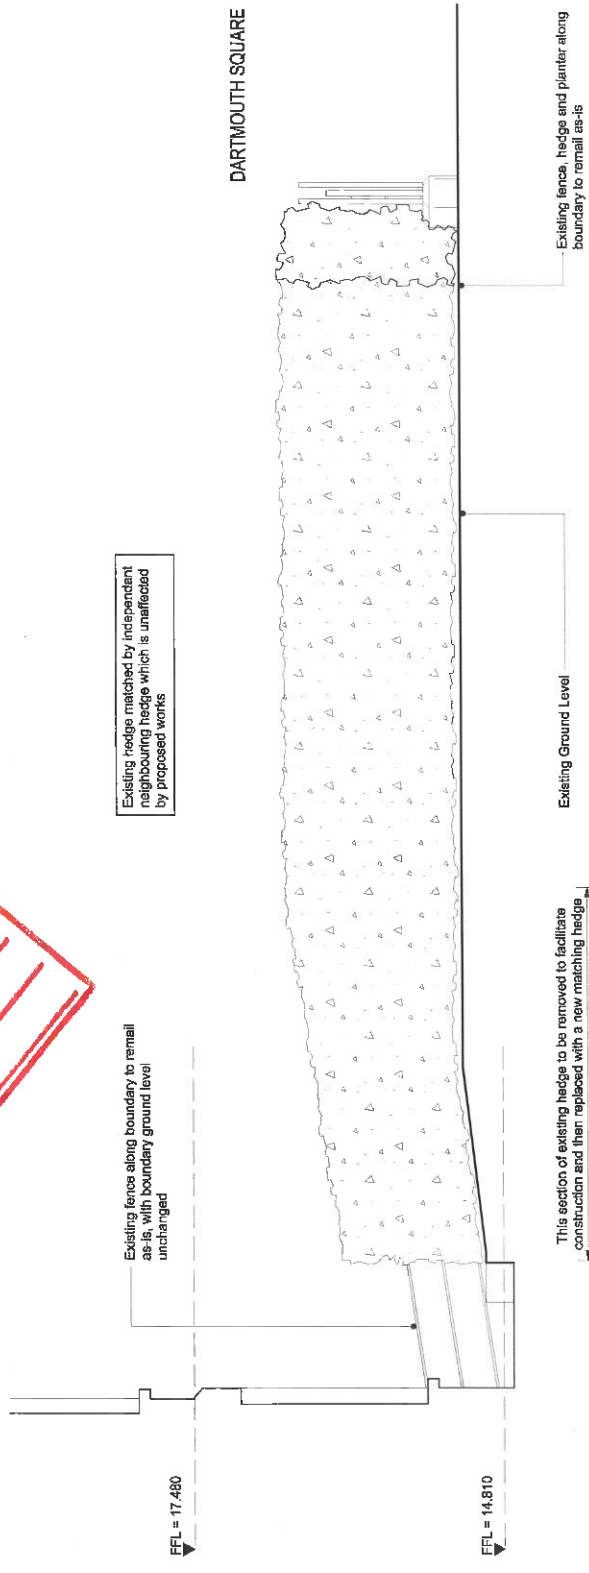 DARTMOUTH SQUARE
Existing hedge matched by independant
neighbouring hedge which is unaffected
by proposed works
Existing fence along boundary to remail
as-is, with boundary ground level
unchanged
FFL = 17.480
FFL = 14.810
Existing fence, hedge and planter along
boundary to remail as-is
Existing Ground Level
This section of existing hedge to be removed to facilitate
construction and then replaced with a new matching hedge